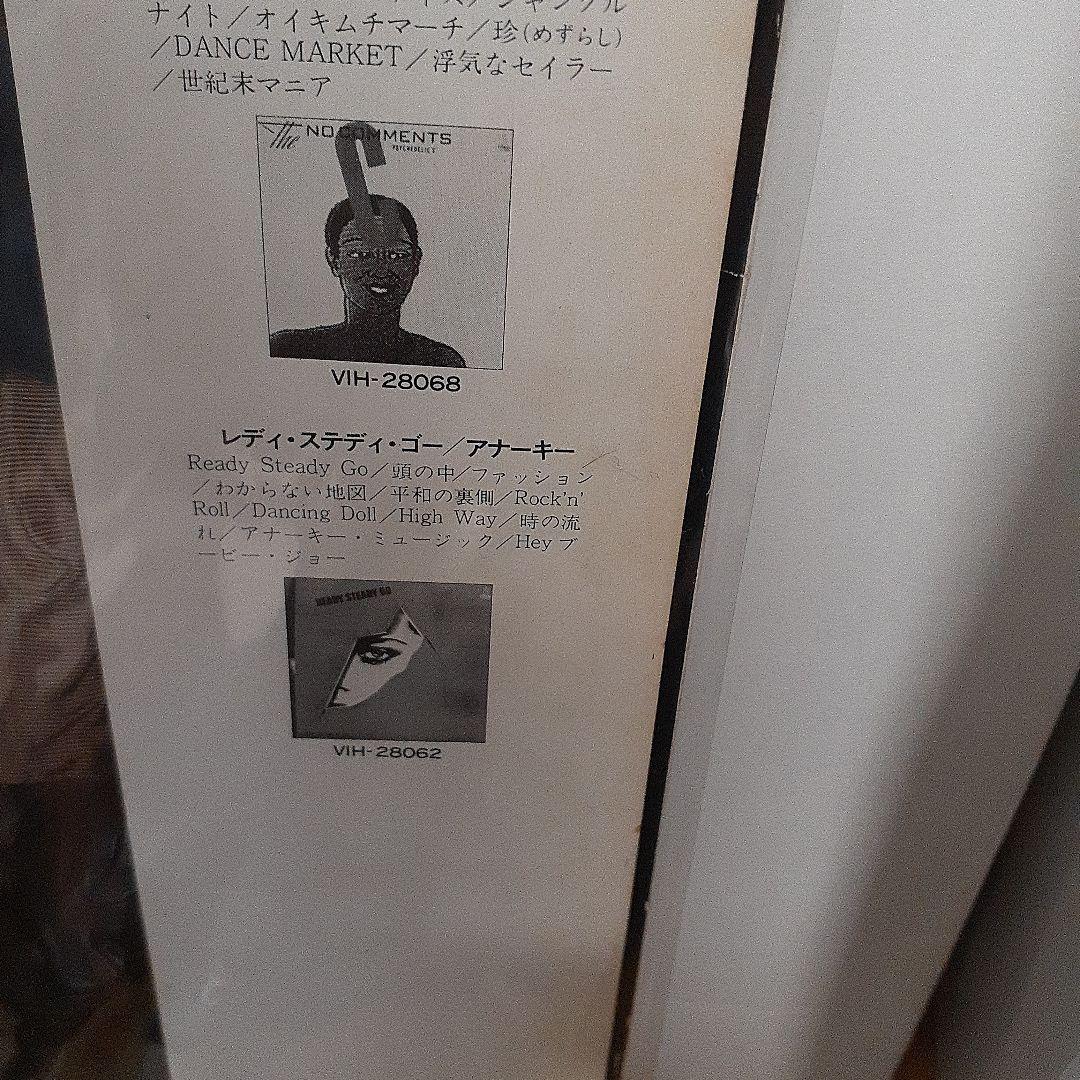 ナイト／オイキムチマーチ／珍(めずらし)
／DANCE MARKET／浮気なセイラー
／世紀末マニア
The NO COMMENTS
VIH-28068
レディ・ステディ・ゴー／アナーキー
Ready Steady Go／頭の中／ファッション
／わからない地図／平和の裏側／Rock'n'
Roll／Dancing Doll／High Way／時の流
れ／アナーキー・ミュージック／Hey ブ
ービー・ジョー
READY STEADY GO
VIH-28062